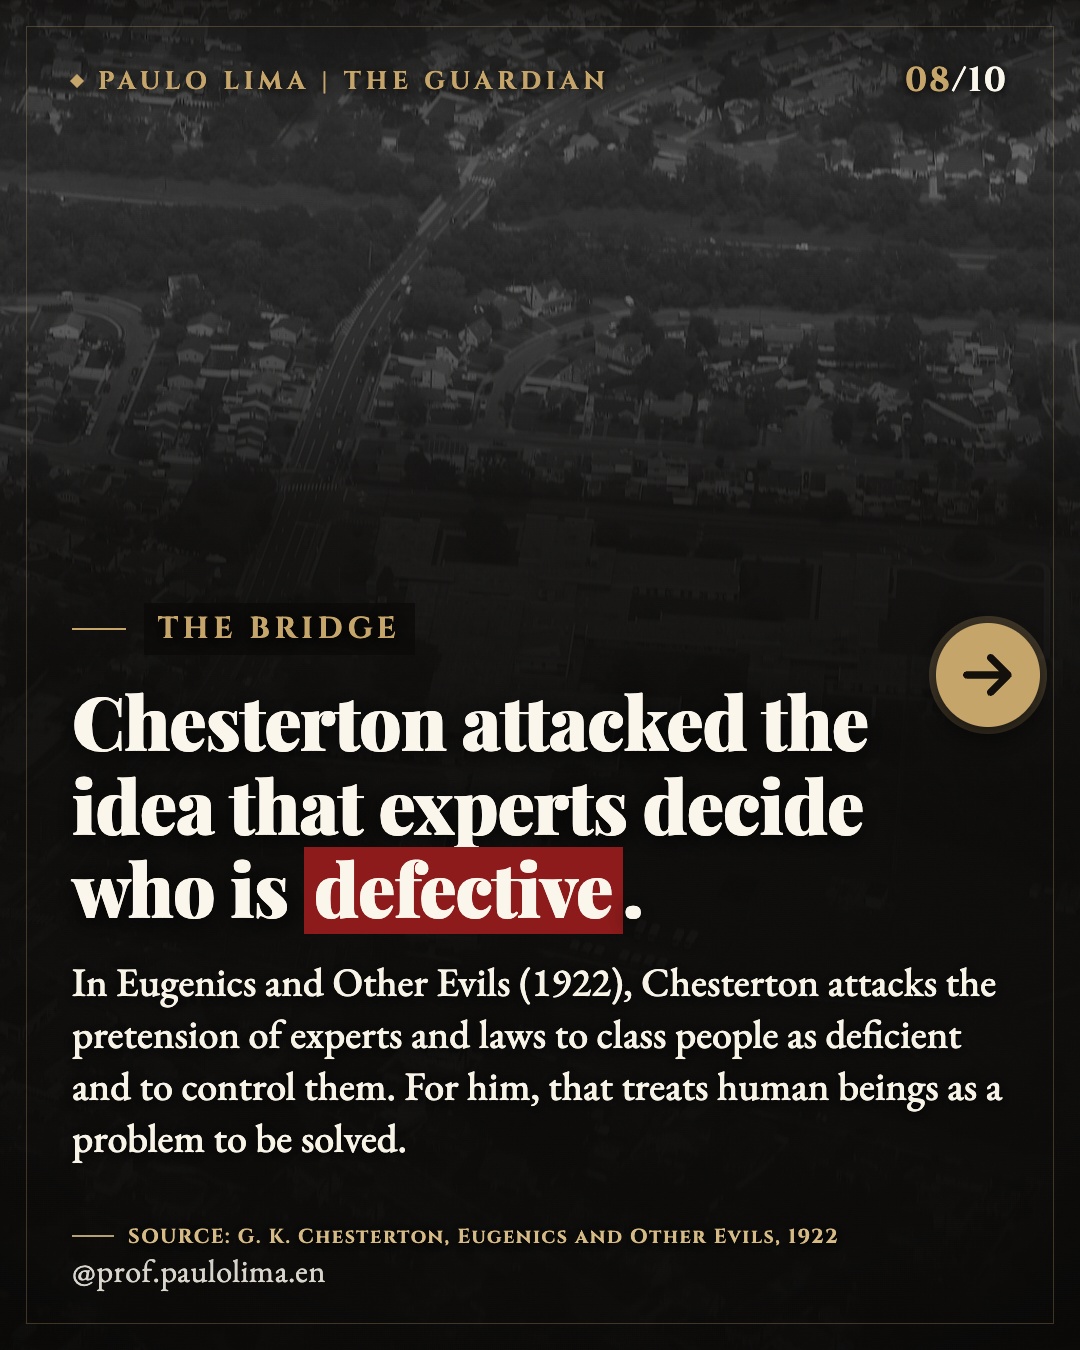 PAULO LIMA | THE GUARDIAN
08/10
THE BRIDGE
Chesterton attacked the
idea that experts decide
who is defective.
In Eugenics and Other Evils (1922), Chesterton attacks the
pretension of experts and laws to class people as deficient
and to control them. For him, that treats human beings as a
problem to be solved.
SOURCE: G. K. CHESTERTON, EUGENICS AND OTHER EVILS, 1922
@prof.paulolima.en